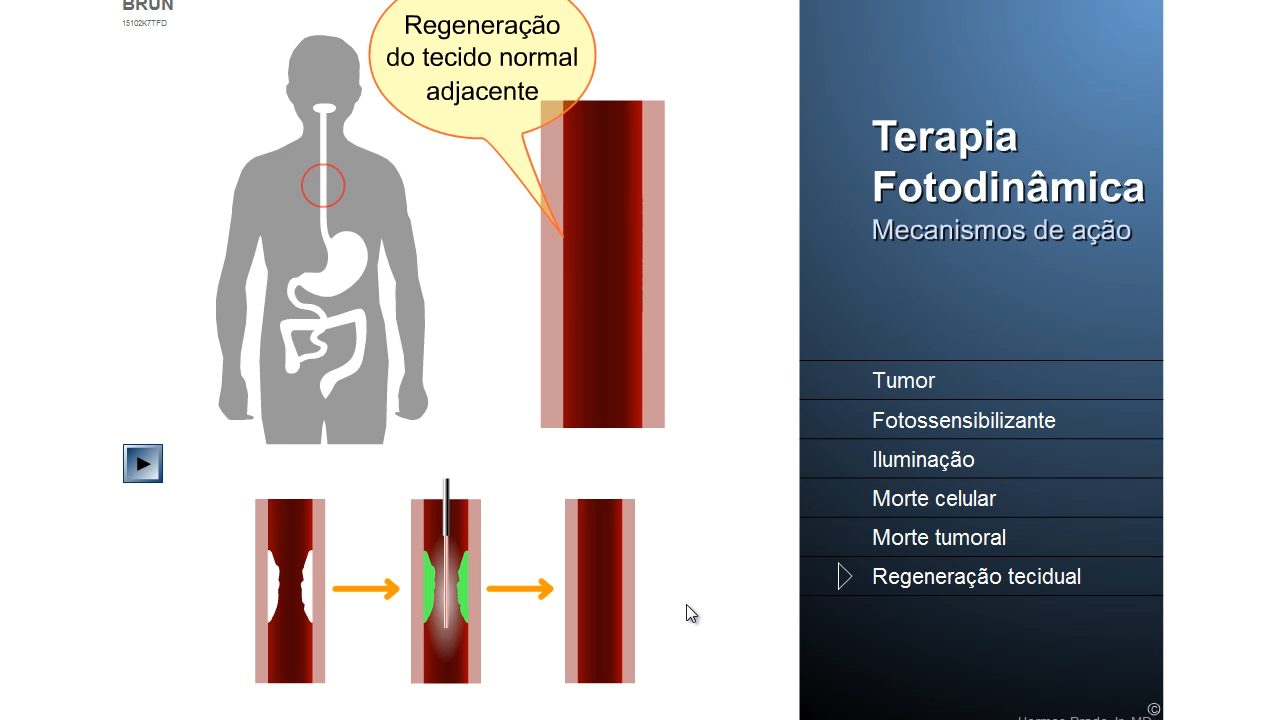 BRUN
15102K7TFD
Regeneração
do tecido normal
adjacente
Terapia
Fotodinâmica
Mecanismos de ação
Tumor
Fotossensibilizante
Iluminação
Morte celular
Morte tumoral
Regeneração tecidual
©